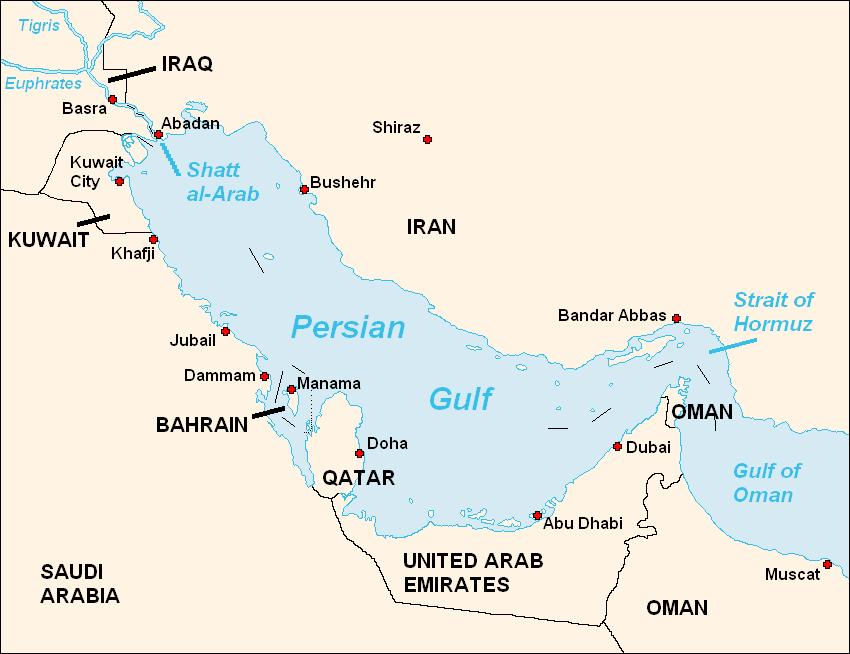 Tigris
IRAQ
Euphrates
Basra
Abadan
Shiraz
Kuwait
City
Shatt
al-Arab
Bushehr
IRAN
KUWAIT
Khafji
Persian
Strait of
Hormuz
Bandar Abbas
Jubail
Dammam
Manama
Gulf
BAHRAIN
OMAN
Doha
Dubai
QATAR
Gulf of
Oman
Abu Dhabi
UNITED ARAB
EMIRATES
Muscat
SAUDI
ARABIA
OMAN